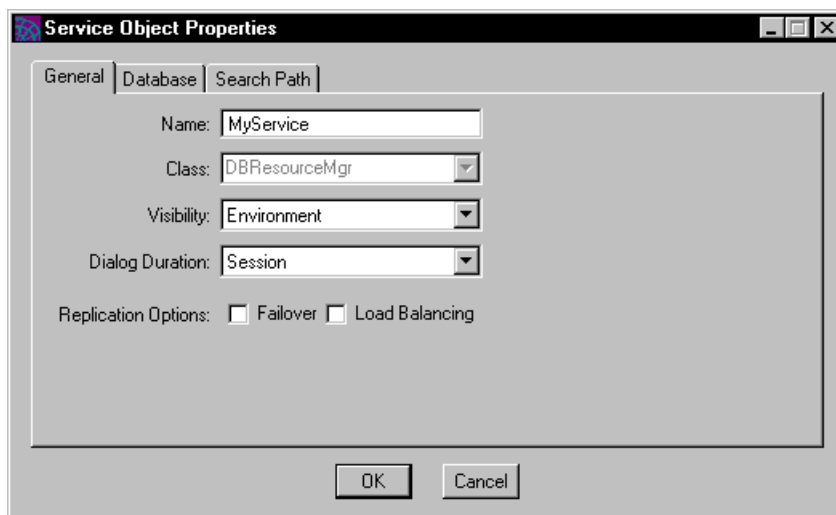 Service Object Properties
General Database Search Path
Name: MyService
Class: DBResourceMgr
Visibility: Environment
Dialog Duration: Session
Replication Options: Failover Load Balancing
OK Cancel